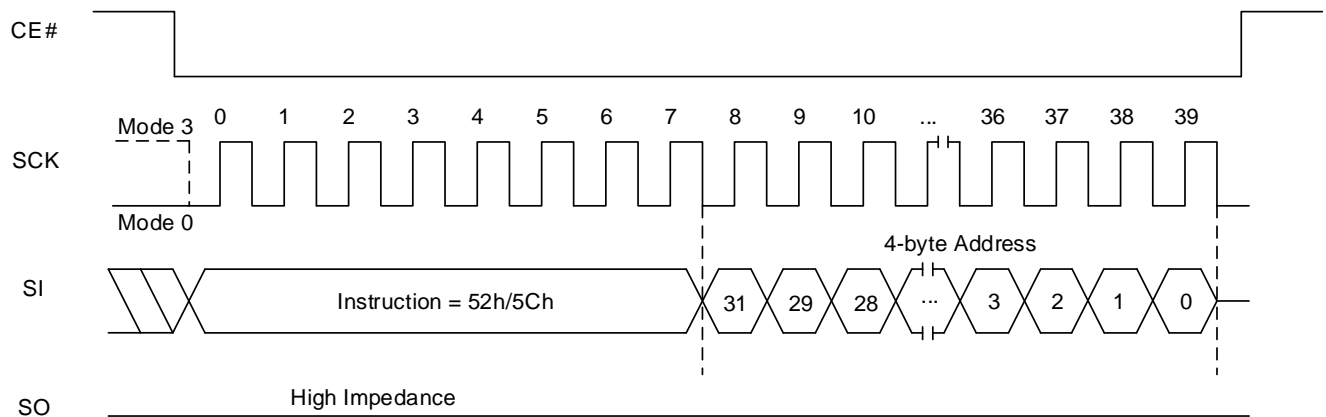 CE#
0 1 2 3 4 5 6 7 8 9 10 ... 36 37 38 39
Mode 3
SCK
Mode 0
4-byte Address
SI
Instruction = 52h/5Ch 31 29 28 ... 3 2 1 0
High Impedance
SO